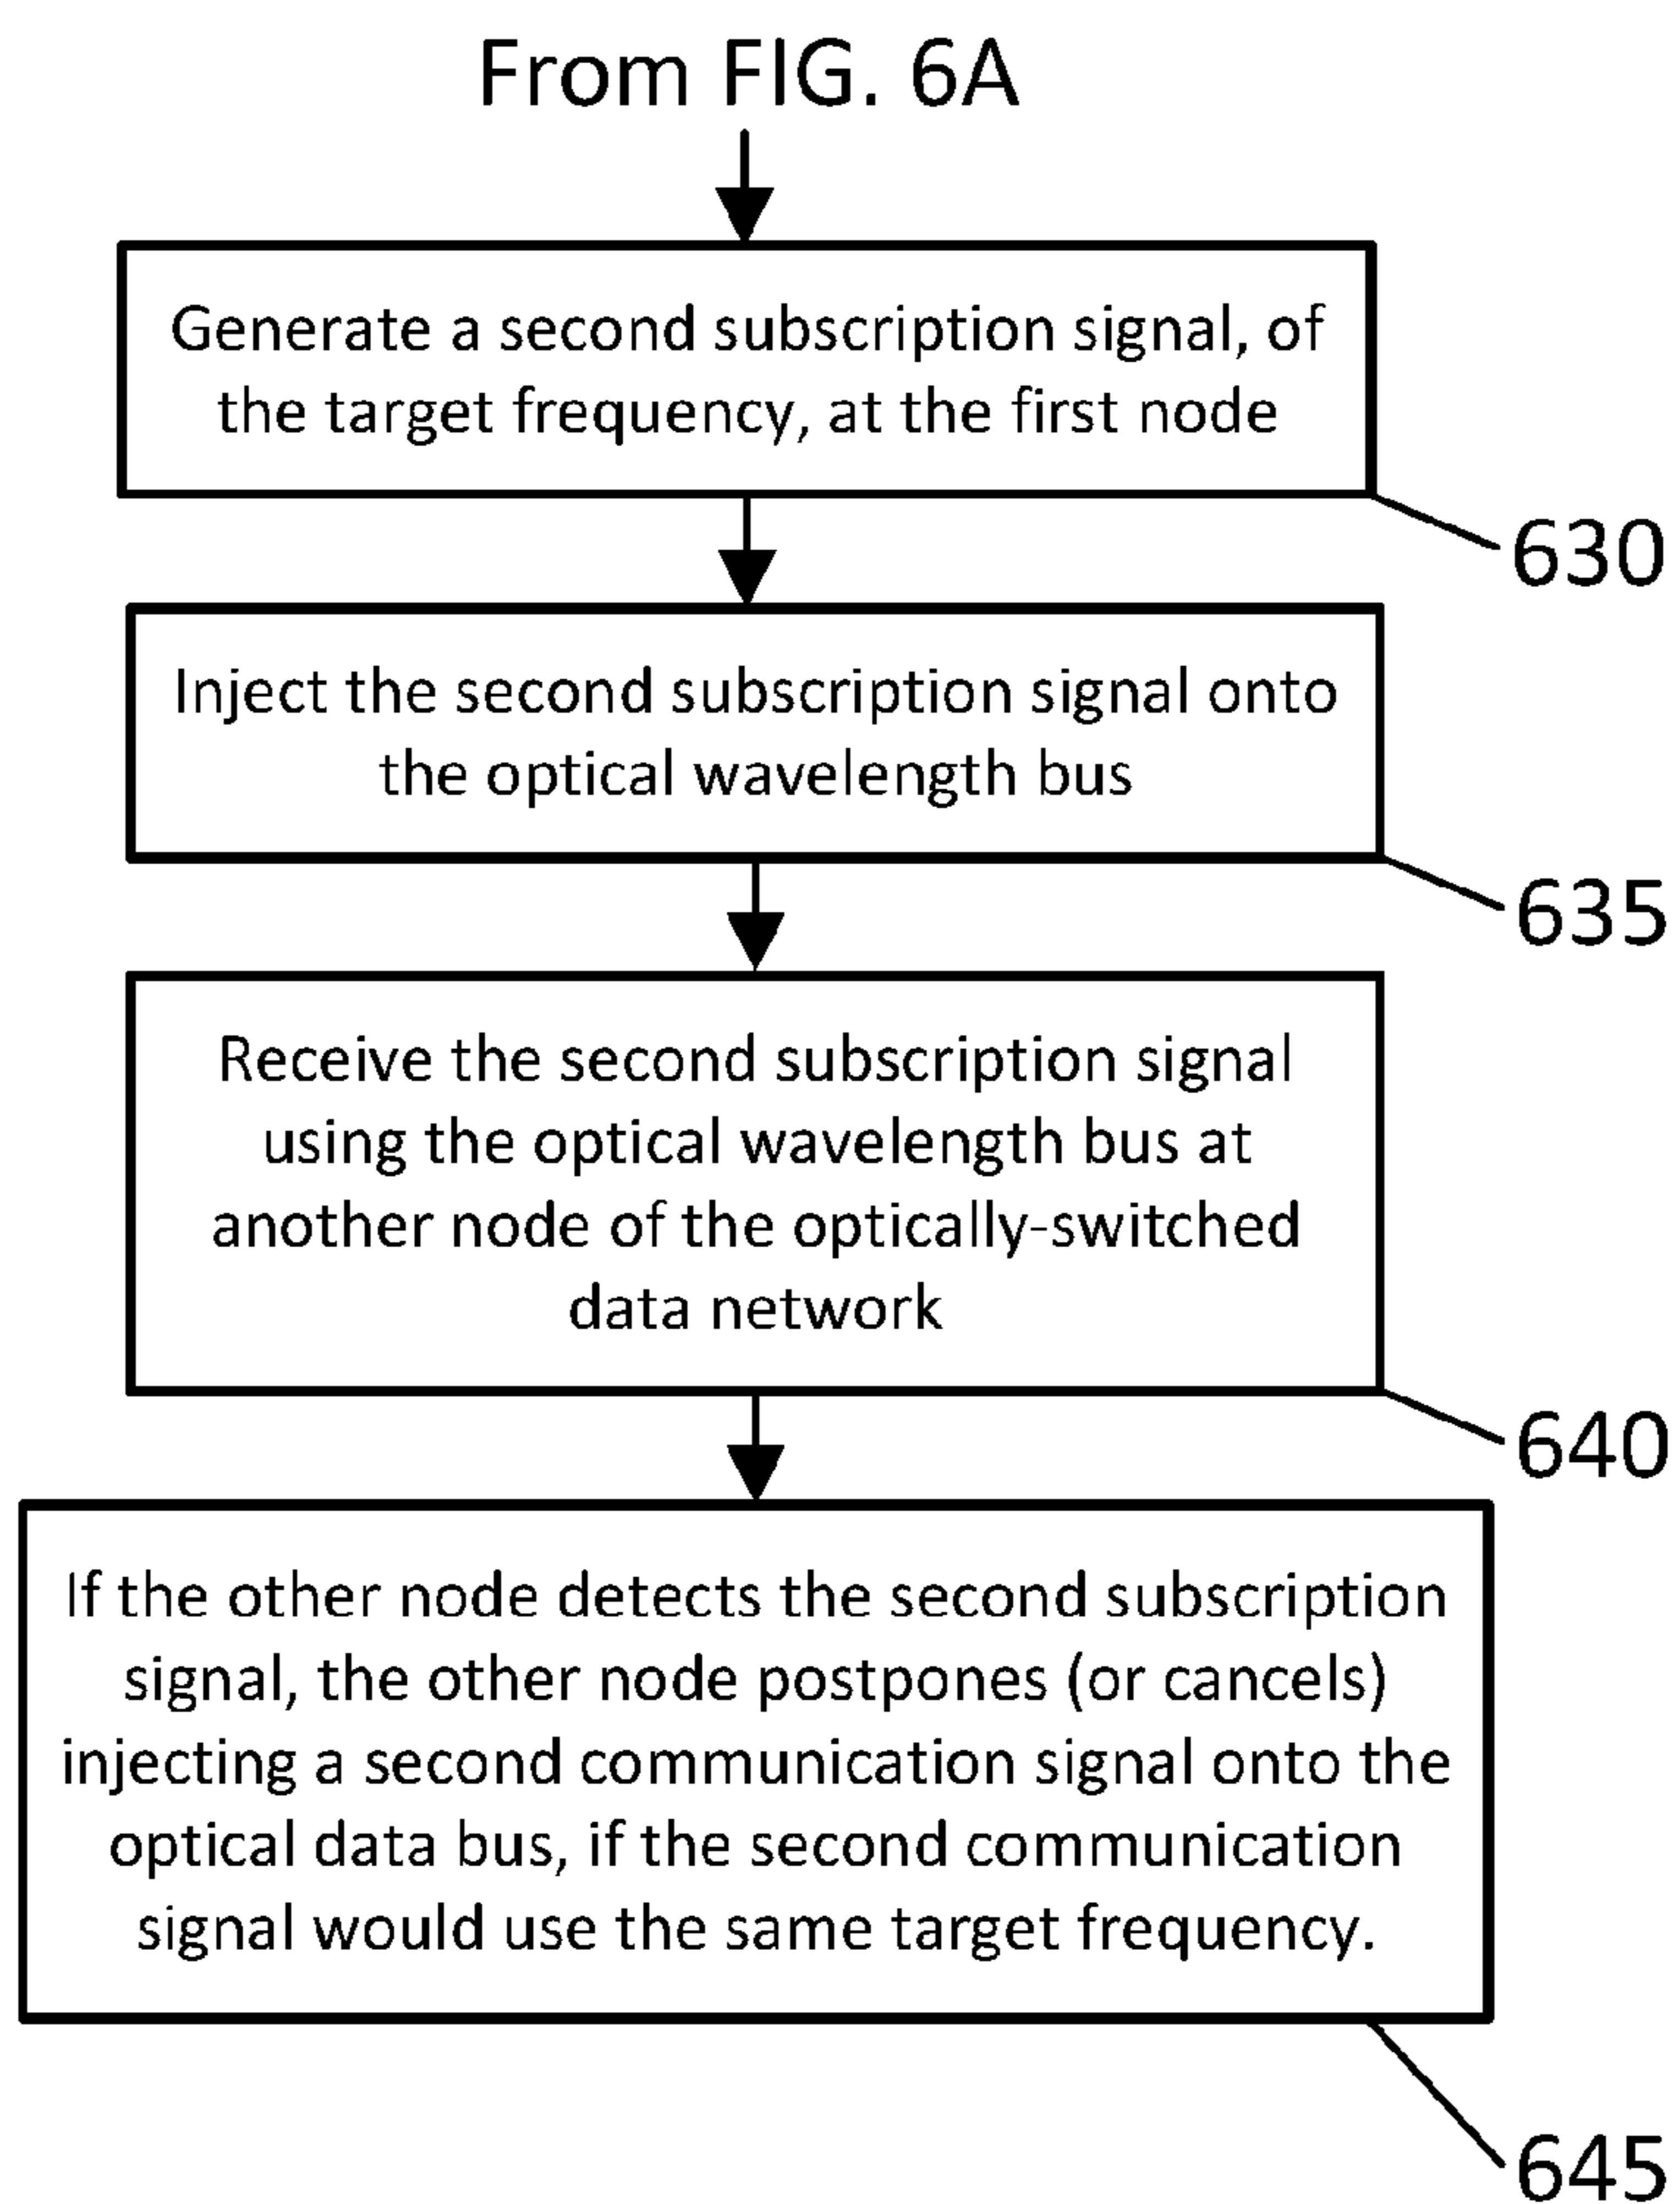 From FIG. 6A
Generate a second subscription signal, of
the target frequency, at the first node
630
Inject the second subscription signal onto
the optical wavelength bus
635
Receive the second subscription signal
using the optical wavelength bus at
another node of the optically-switched
data network
640
If the other node detects the second subscription
signal, the other node postpones (or cancels)
injecting a second communication signal onto the
optical data bus, if the second communication
signal would use the same target frequency.
645